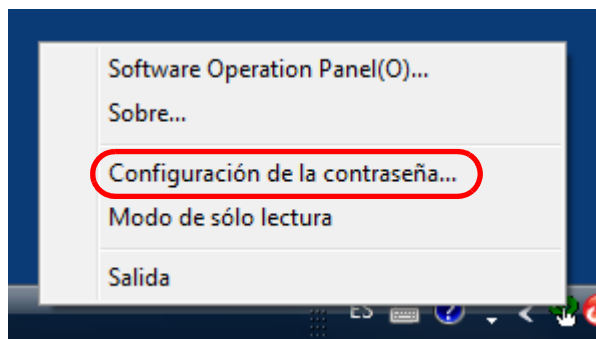 Software Operation Panel(O)...
Sobre...
Configuración de la contraseña...
Modo de sólo lectura
Salida
ES